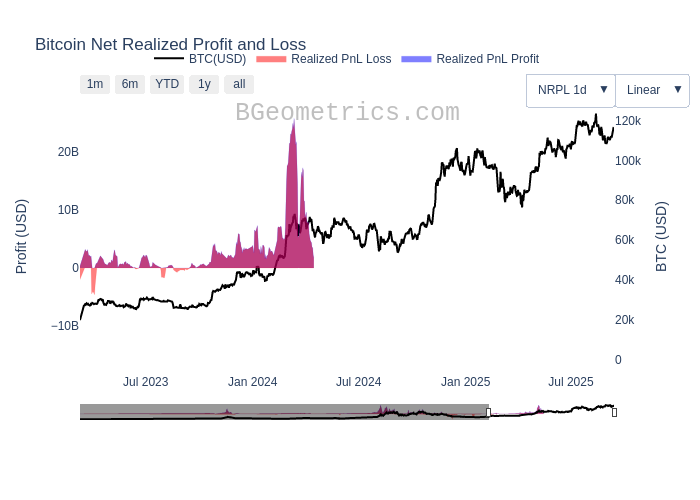 Bitcoin Net Realized Profit and Loss
BTC(USD) Realized PnL Loss Realized PnL Profit
1m 6m YTD 1y all
NRPL 1d ▼ Linear ▼
BGeometrics.com
20B
10B
0
−10B
Profit (USD)
120k
100k
80k
60k
40k
20k
0
BTC (USD)
Jul 2023 Jan 2024 Jul 2024 Jan 2025 Jul 2025